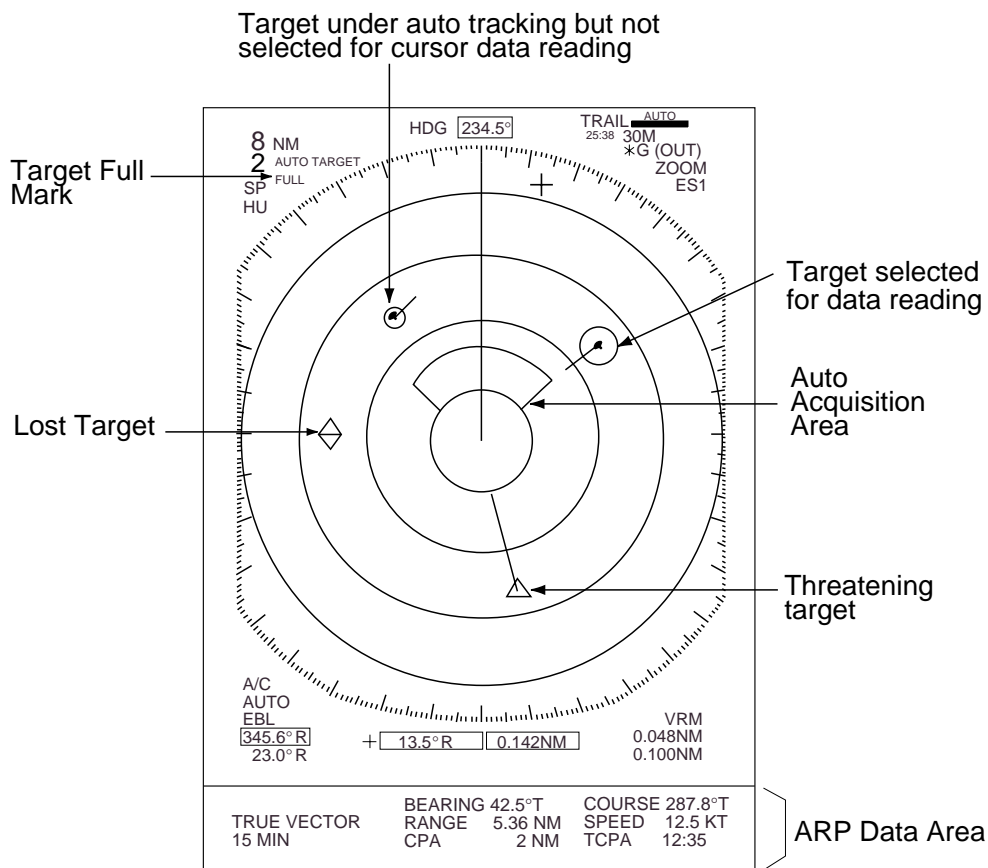 Target under auto tracking but not
selected for cursor data reading
8 NM
2 AUTO TARGET
FULL
SP
HU
HDG 234.5°
TRAIL AUTO
25:38 30M
*G (OUT)
ZOOM
ES1
Target Full
Mark
Target selected
for data reading
Auto
Acquisition
Area
Lost Target
Threatening
target
A/C
AUTO
EBL
345.6° R
23.0° R
+ 13.5° R 0.142NM
VRM
0.048NM
0.100NM
TRUE VECTOR
15 MIN
BEARING 42.5°T
RANGE 5.36 NM
CPA 2 NM
COURSE 287.8°T
SPEED 12.5 KT
TCPA 12:35
ARP Data Area